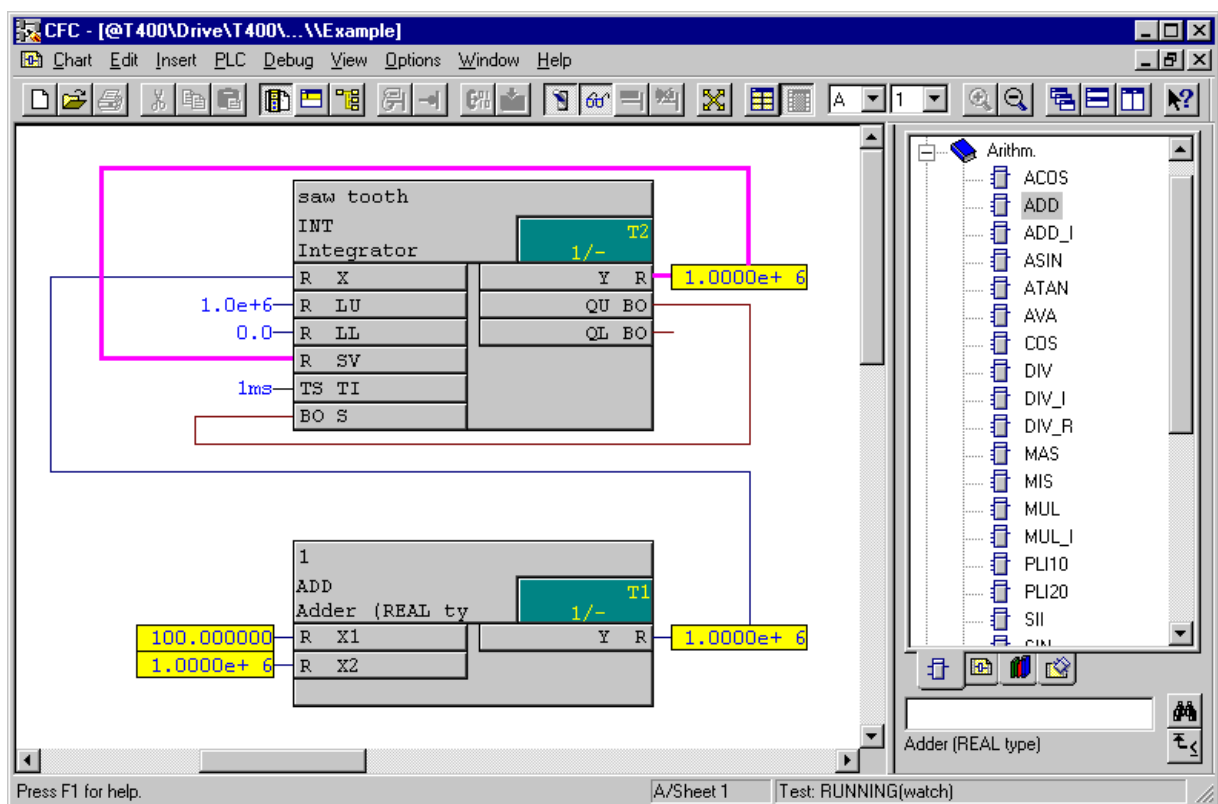 CFC - [@T400\Drive\T400\...\\Example]
Chart Edit Insert PLC Debug View Options Window Help
A 1
saw tooth
INT
Integrator
T2
1/-
R X Y R 1.0000e+ 6
1.0e+6 R LU QU BO
0.0 R LL QL BO
R SV
1ms TS TI
BO S
1
ADD
Adder (REAL ty
T1
1/-
100.000000 R X1 Y R 1.0000e+ 6
1.0000e+ 6 R X2
Arithm.
ACOS
ADD
ADD_I
ASIN
ATAN
AVA
COS
DIV
DIV_I
DIV_R
MAS
MIS
MUL
MUL_I
PLI10
PLI20
SII
SIN
Adder (REAL type)
Press F1 for help. A/Sheet 1 Test: RUNNING(watch)